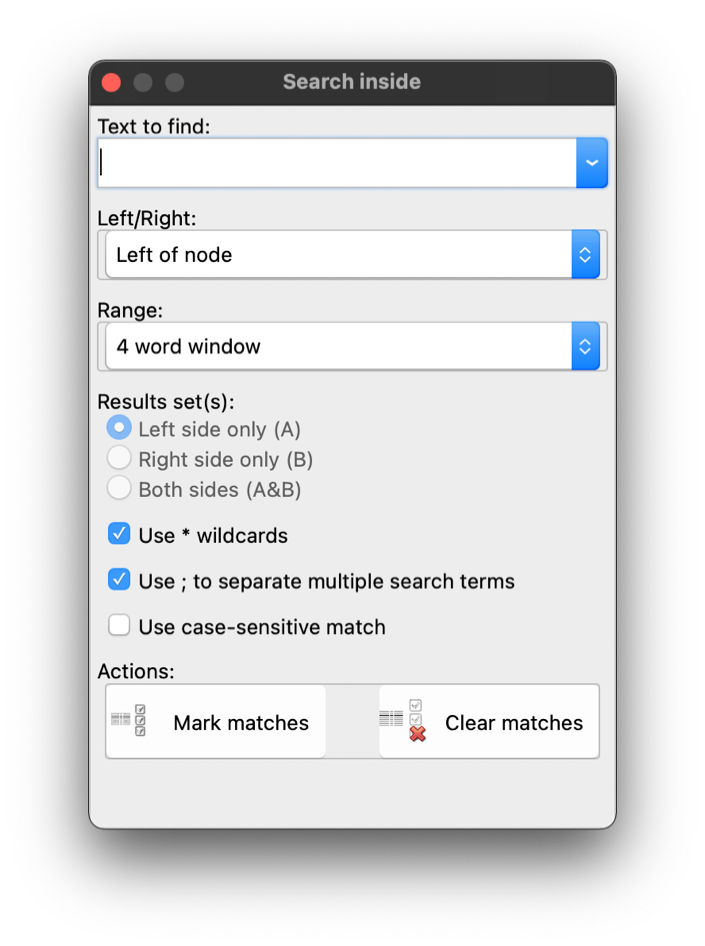 Search inside
Text to find:
Left/Right:
Left of node
Range:
4 word window
Results set(s):
Left side only (A)
Right side only (B)
Both sides (A&B)
Use * wildcards
Use ; to separate multiple search terms
Use case-sensitive match
Actions:
Mark matches Clear matches